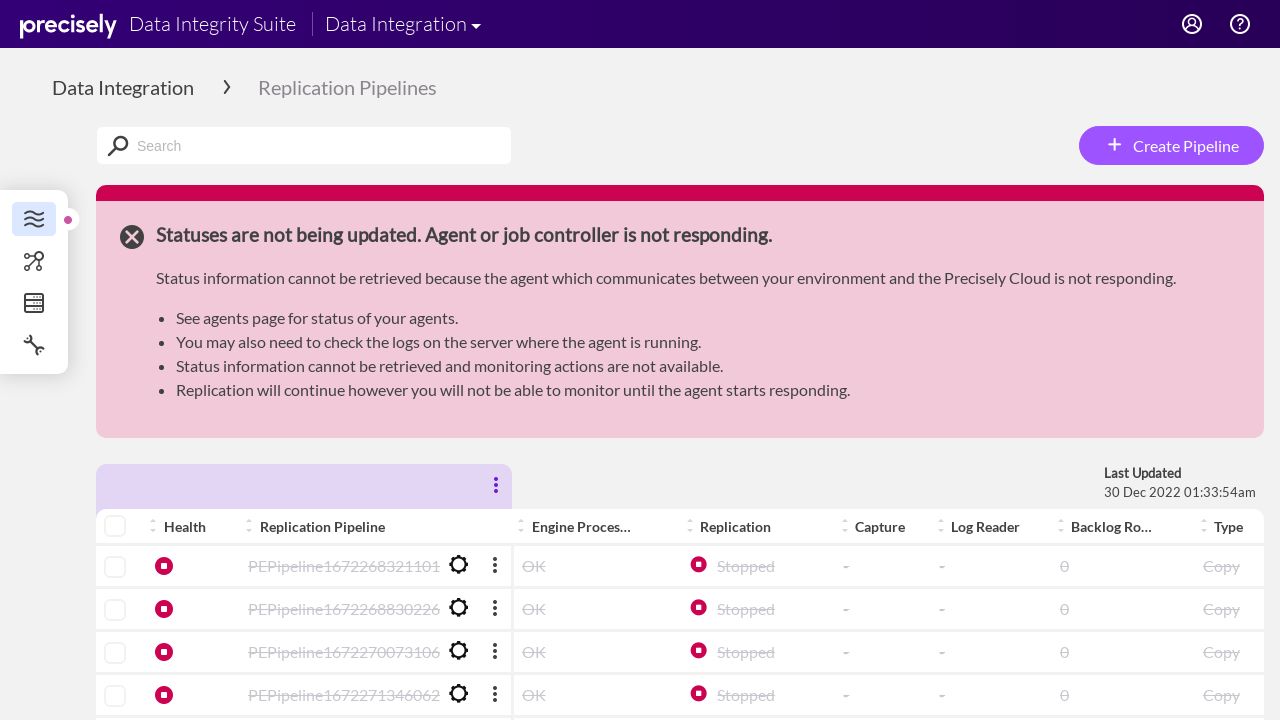 precisely Data Integrity Suite Data Integration
Data Integration Replication Pipelines
Search
Create Pipeline
Statuses are not being updated. Agent or job controller is not responding.
Status information cannot be retrieved because the agent which communicates between your environment and the Precisely Cloud is not responding.
See agents page for status of your agents.
You may also need to check the logs on the server where the agent is running.
Status information cannot be retrieved and monitoring actions are not available.
Replication will continue however you will not be able to monitor until the agent starts responding.
Last Updated
30 Dec 2022 01:33:54am
Health Replication Pipeline Engine Proces… Replication Capture Log Reader Backlog Ro… Type
PEPipeline1672268321101 OK Stopped - - 0 Copy
PEPipeline1672268830226 OK Stopped - - 0 Copy
PEPipeline1672270073106 OK Stopped - - 0 Copy
PEPipeline1672271346062 OK Stopped - - 0 Copy